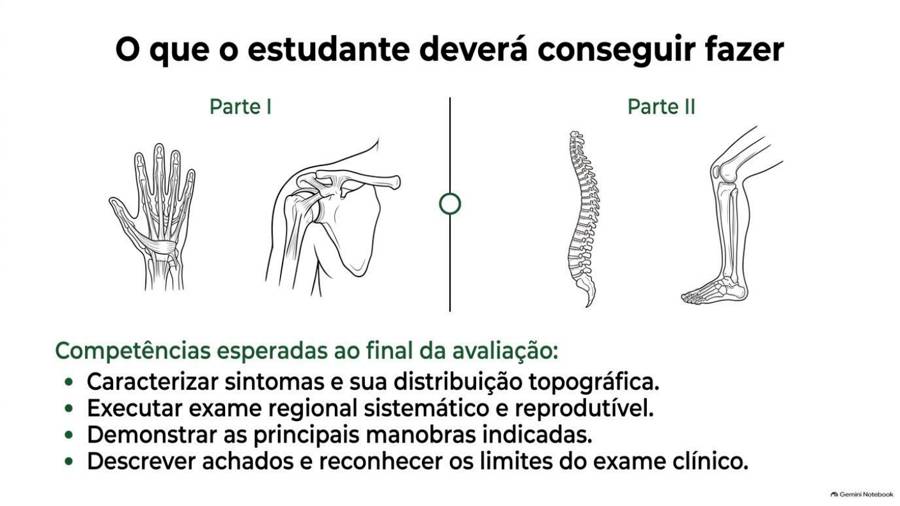 O que o estudante deverá conseguir fazer
Parte I
Parte II
Competências esperadas ao final da avaliação:
• Caracterizar sintomas e sua distribuição topográfica.
• Executar exame regional sistemático e reprodutível.
• Demonstrar as principais manobras indicadas.
• Descrever achados e reconhecer os limites do exame clínico.
Gemini Notebook